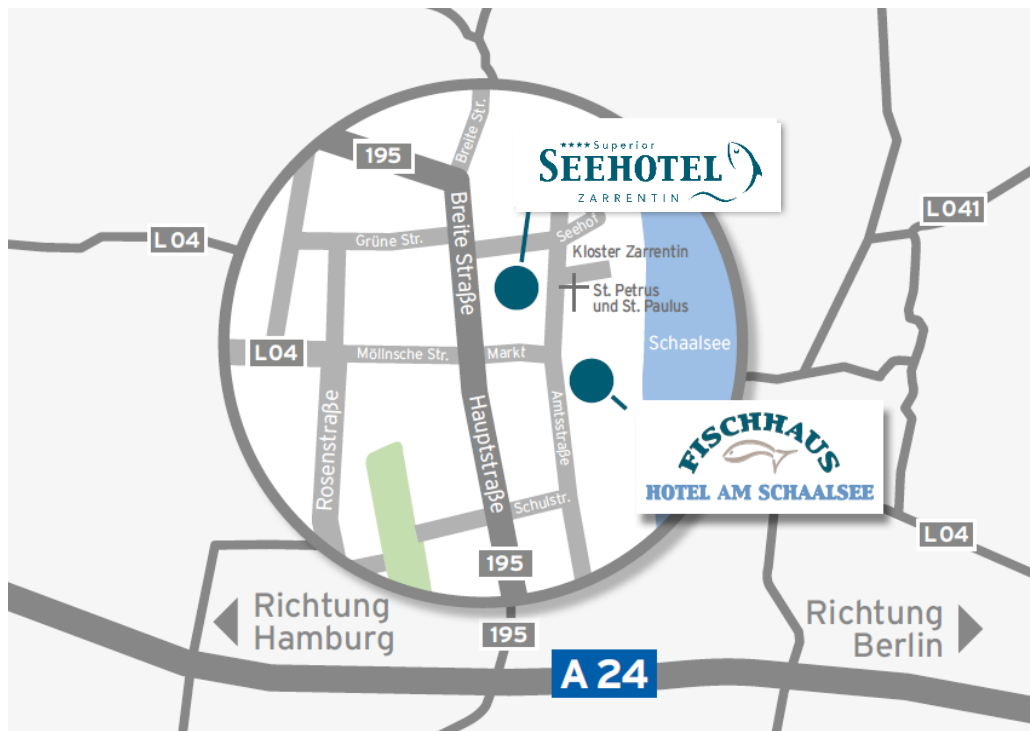 Breite Str.
195
★★★★Superior
SEEHOTEL
ZARRENTIN
L 04
L 041
Grüne Str.
Breite Straße
Seehof
Kloster Zarrentin
St. Petrus
und St. Paulus
L 04
Möllnsche Str.
Markt
Schaalsee
Rosenstraße
Hauptstraße
Amtsstraße
FISCHHAUS
HOTEL AM SCHAALSEE
Schulstr.
L 04
195
Richtung
Hamburg
195
Richtung
Berlin
A 24